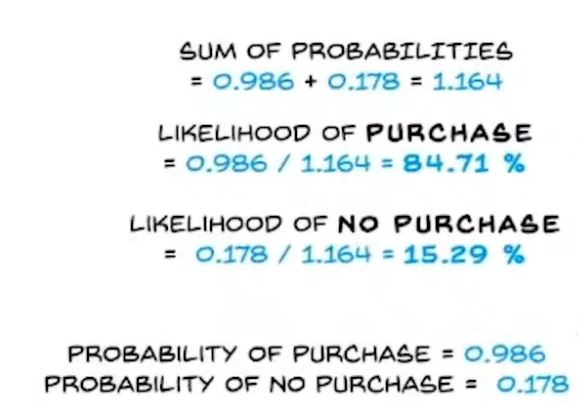 SUM OF PROBABILITIES
= 0.986 + 0.178 = 1.164
LIKELIHOOD OF PURCHASE
= 0.986 / 1.164 = 84.71 %
LIKELIHOOD OF NO PURCHASE
= 0.178 / 1.164 = 15.29 %
PROBABILITY OF PURCHASE = 0.986
PROBABILITY OF NO PURCHASE = 0.178